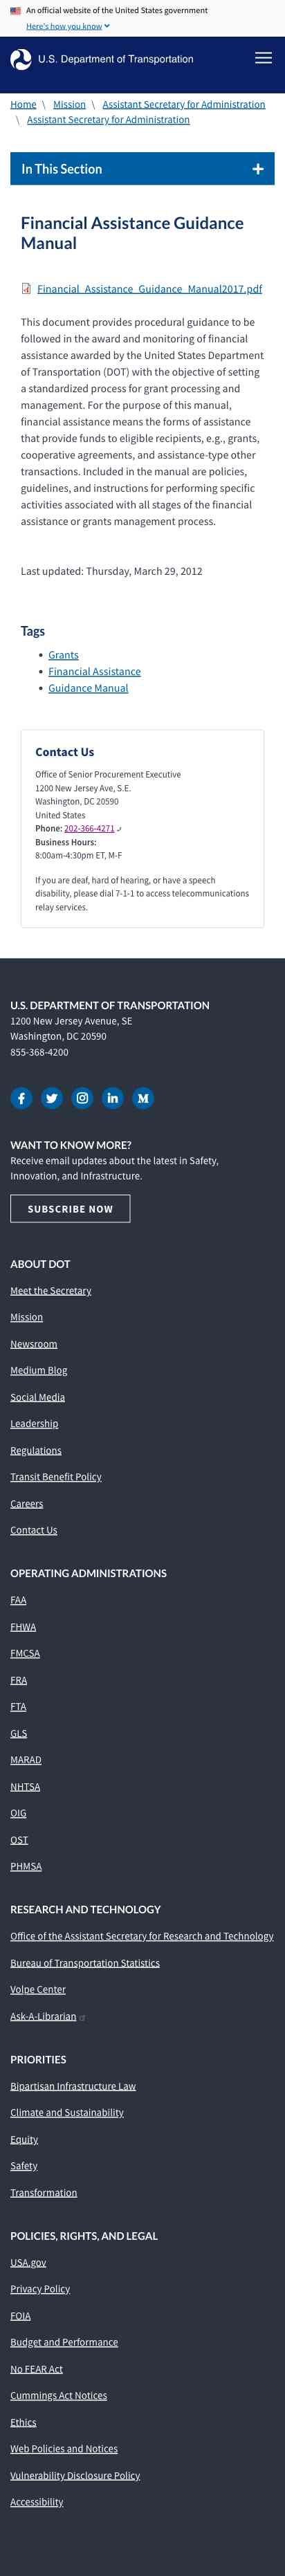 An official website of the United States government
Here's how you know
U.S. Department of Transportation
Home \ Mission \ Assistant Secretary for Administration
\ Assistant Secretary for Administration
In This Section
Financial Assistance Guidance
Manual
Financial_Assistance_Guidance_Manual2017.pdf
This document provides procedural guidance to be
followed in the award and monitoring of financial
assistance awarded by the United States Department
of Transportation (DOT) with the objective of setting
a standardized process for grant processing and
management. For the purpose of this manual,
financial assistance means the forms of assistance
that provide funds to eligible recipients, e.g., grants,
cooperative agreements, and assistance-type other
transactions. Included in the manual are policies,
guidelines, and instructions for performing specific
activities associated with all stages of the financial
assistance or grants management process.
Last updated: Thursday, March 29, 2012
Tags
Grants
Financial Assistance
Guidance Manual
Contact Us
Office of Senior Procurement Executive
1200 New Jersey Ave, S.E.
Washington, DC 20590
United States
Phone: 202-366-4271
Business Hours:
8:00am-4:30pm ET, M-F
If you are deaf, hard of hearing, or have a speech
disability, please dial 7-1-1 to access telecommunications
relay services.
U.S. DEPARTMENT OF TRANSPORTATION
1200 New Jersey Avenue, SE
Washington, DC 20590
855-368-4200
WANT TO KNOW MORE?
Receive email updates about the latest in Safety,
Innovation, and Infrastructure.
SUBSCRIBE NOW
ABOUT DOT
Meet the Secretary
Mission
Newsroom
Medium Blog
Social Media
Leadership
Regulations
Transit Benefit Policy
Careers
Contact Us
OPERATING ADMINISTRATIONS
FAA
FHWA
FMCSA
FRA
FTA
GLS
MARAD
NHTSA
OIG
OST
PHMSA
RESEARCH AND TECHNOLOGY
Office of the Assistant Secretary for Research and Technology
Bureau of Transportation Statistics
Volpe Center
Ask-A-Librarian
PRIORITIES
Bipartisan Infrastructure Law
Climate and Sustainability
Equity
Safety
Transformation
POLICIES, RIGHTS, AND LEGAL
USA.gov
Privacy Policy
FOIA
Budget and Performance
No FEAR Act
Cummings Act Notices
Ethics
Web Policies and Notices
Vulnerability Disclosure Policy
Accessibility